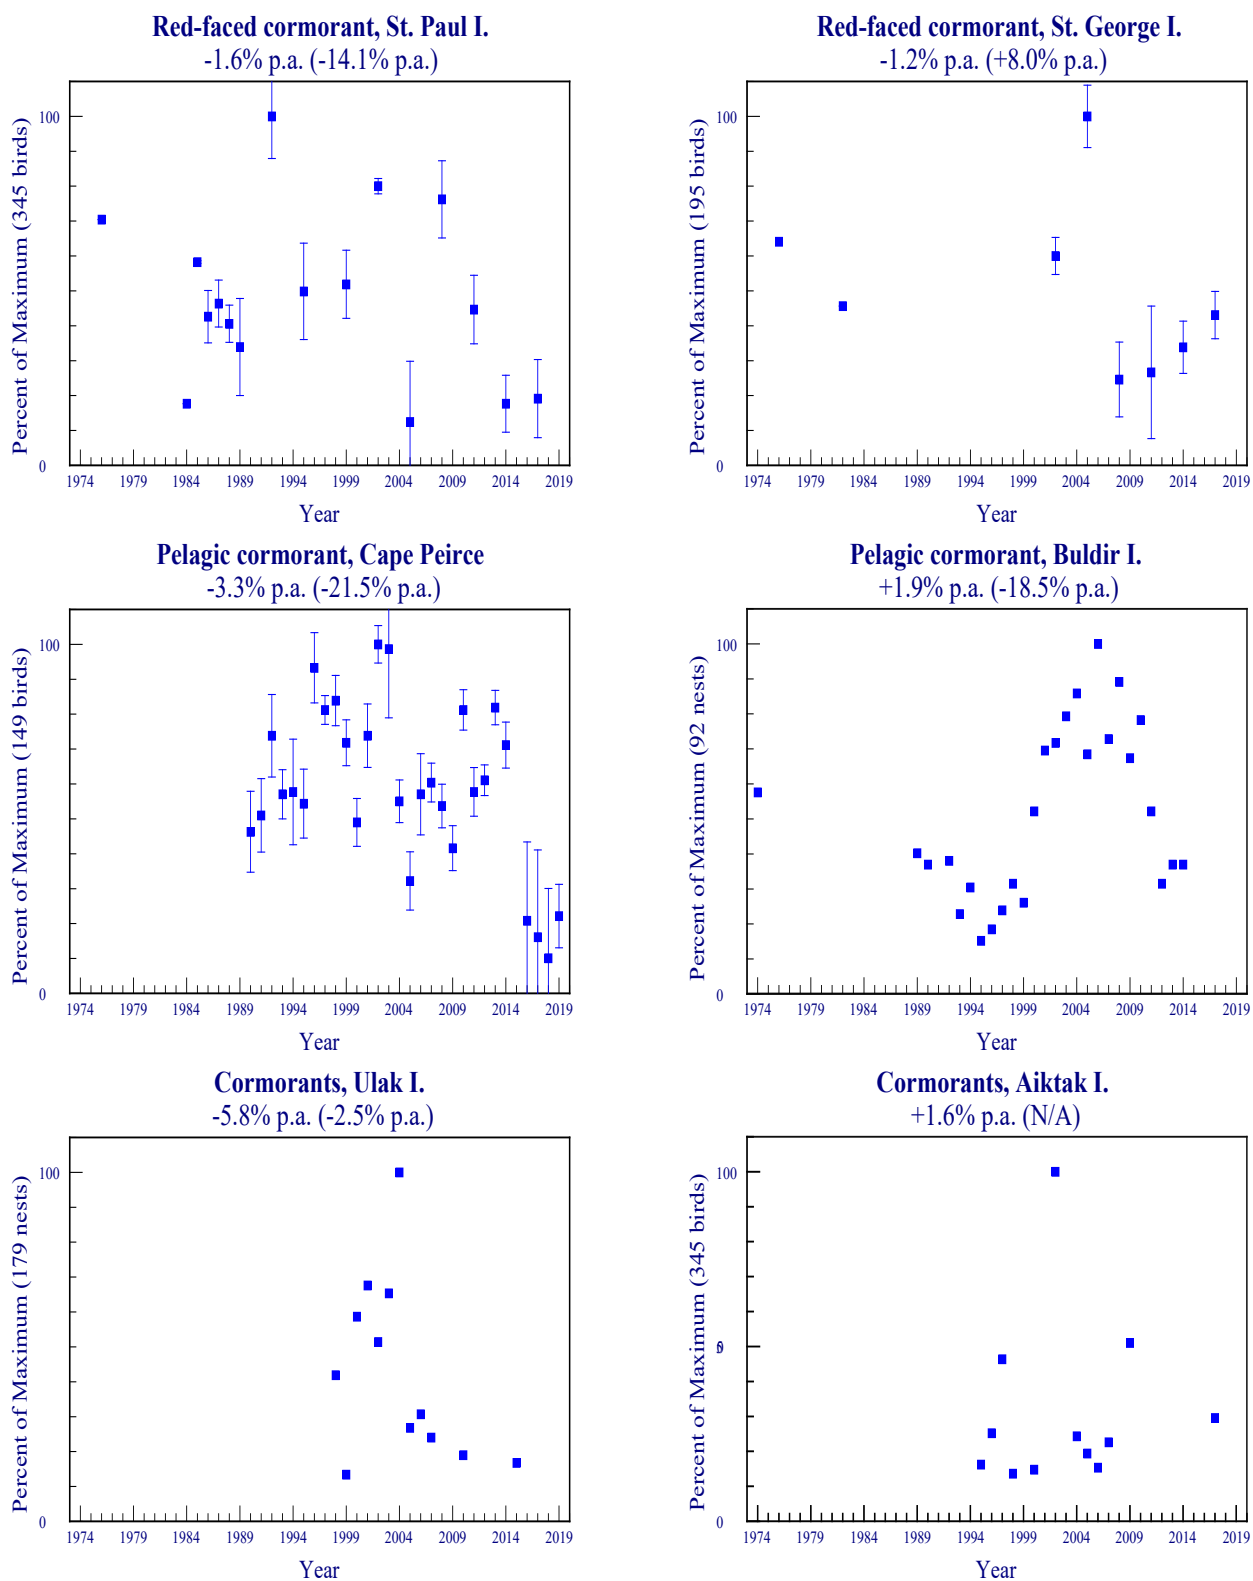 Red-faced cormorant, St. Paul I.
-1.6% p.a. (-14.1% p.a.)
Percent of Maximum (345 birds)
100
0
1974 1979 1984 1989 1994 1999 2004 2009 2014 2019
Year
Red-faced cormorant, St. George I.
-1.2% p.a. (+8.0% p.a.)
Percent of Maximum (195 birds)
100
0
1974 1979 1984 1989 1994 1999 2004 2009 2014 2019
Year
Pelagic cormorant, Cape Peirce
-3.3% p.a. (-21.5% p.a.)
Percent of Maximum (149 birds)
100
0
1974 1979 1984 1989 1994 1999 2004 2009 2014 2019
Year
Pelagic cormorant, Buldir I.
+1.9% p.a. (-18.5% p.a.)
Percent of Maximum (92 nests)
100
0
1974 1979 1984 1989 1994 1999 2004 2009 2014 2019
Year
Cormorants, Ulak I.
-5.8% p.a. (-2.5% p.a.)
Percent of Maximum (179 nests)
100
0
1974 1979 1984 1989 1994 1999 2004 2009 2014 2019
Year
Cormorants, Aiktak I.
+1.6% p.a. (N/A)
Percent of Maximum (345 birds)
100
0
1974 1979 1984 1989 1994 1999 2004 2009 2014 2019
Year